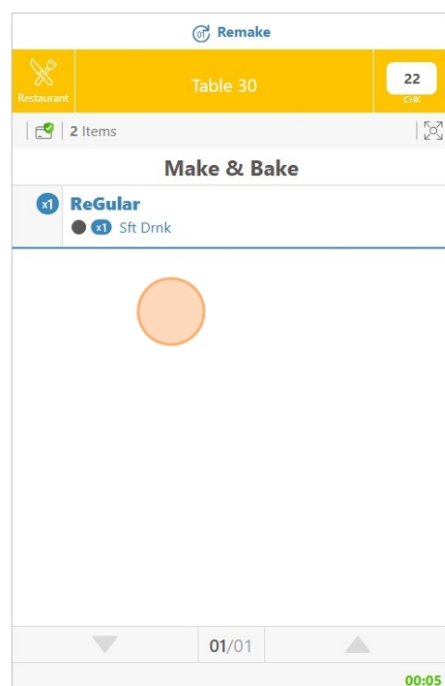 Remake
Restaurant
Table 30
22
CHK
2 Items
Make & Bake
x1 ReGular
x1 Sft Drnk
01/01
00:05